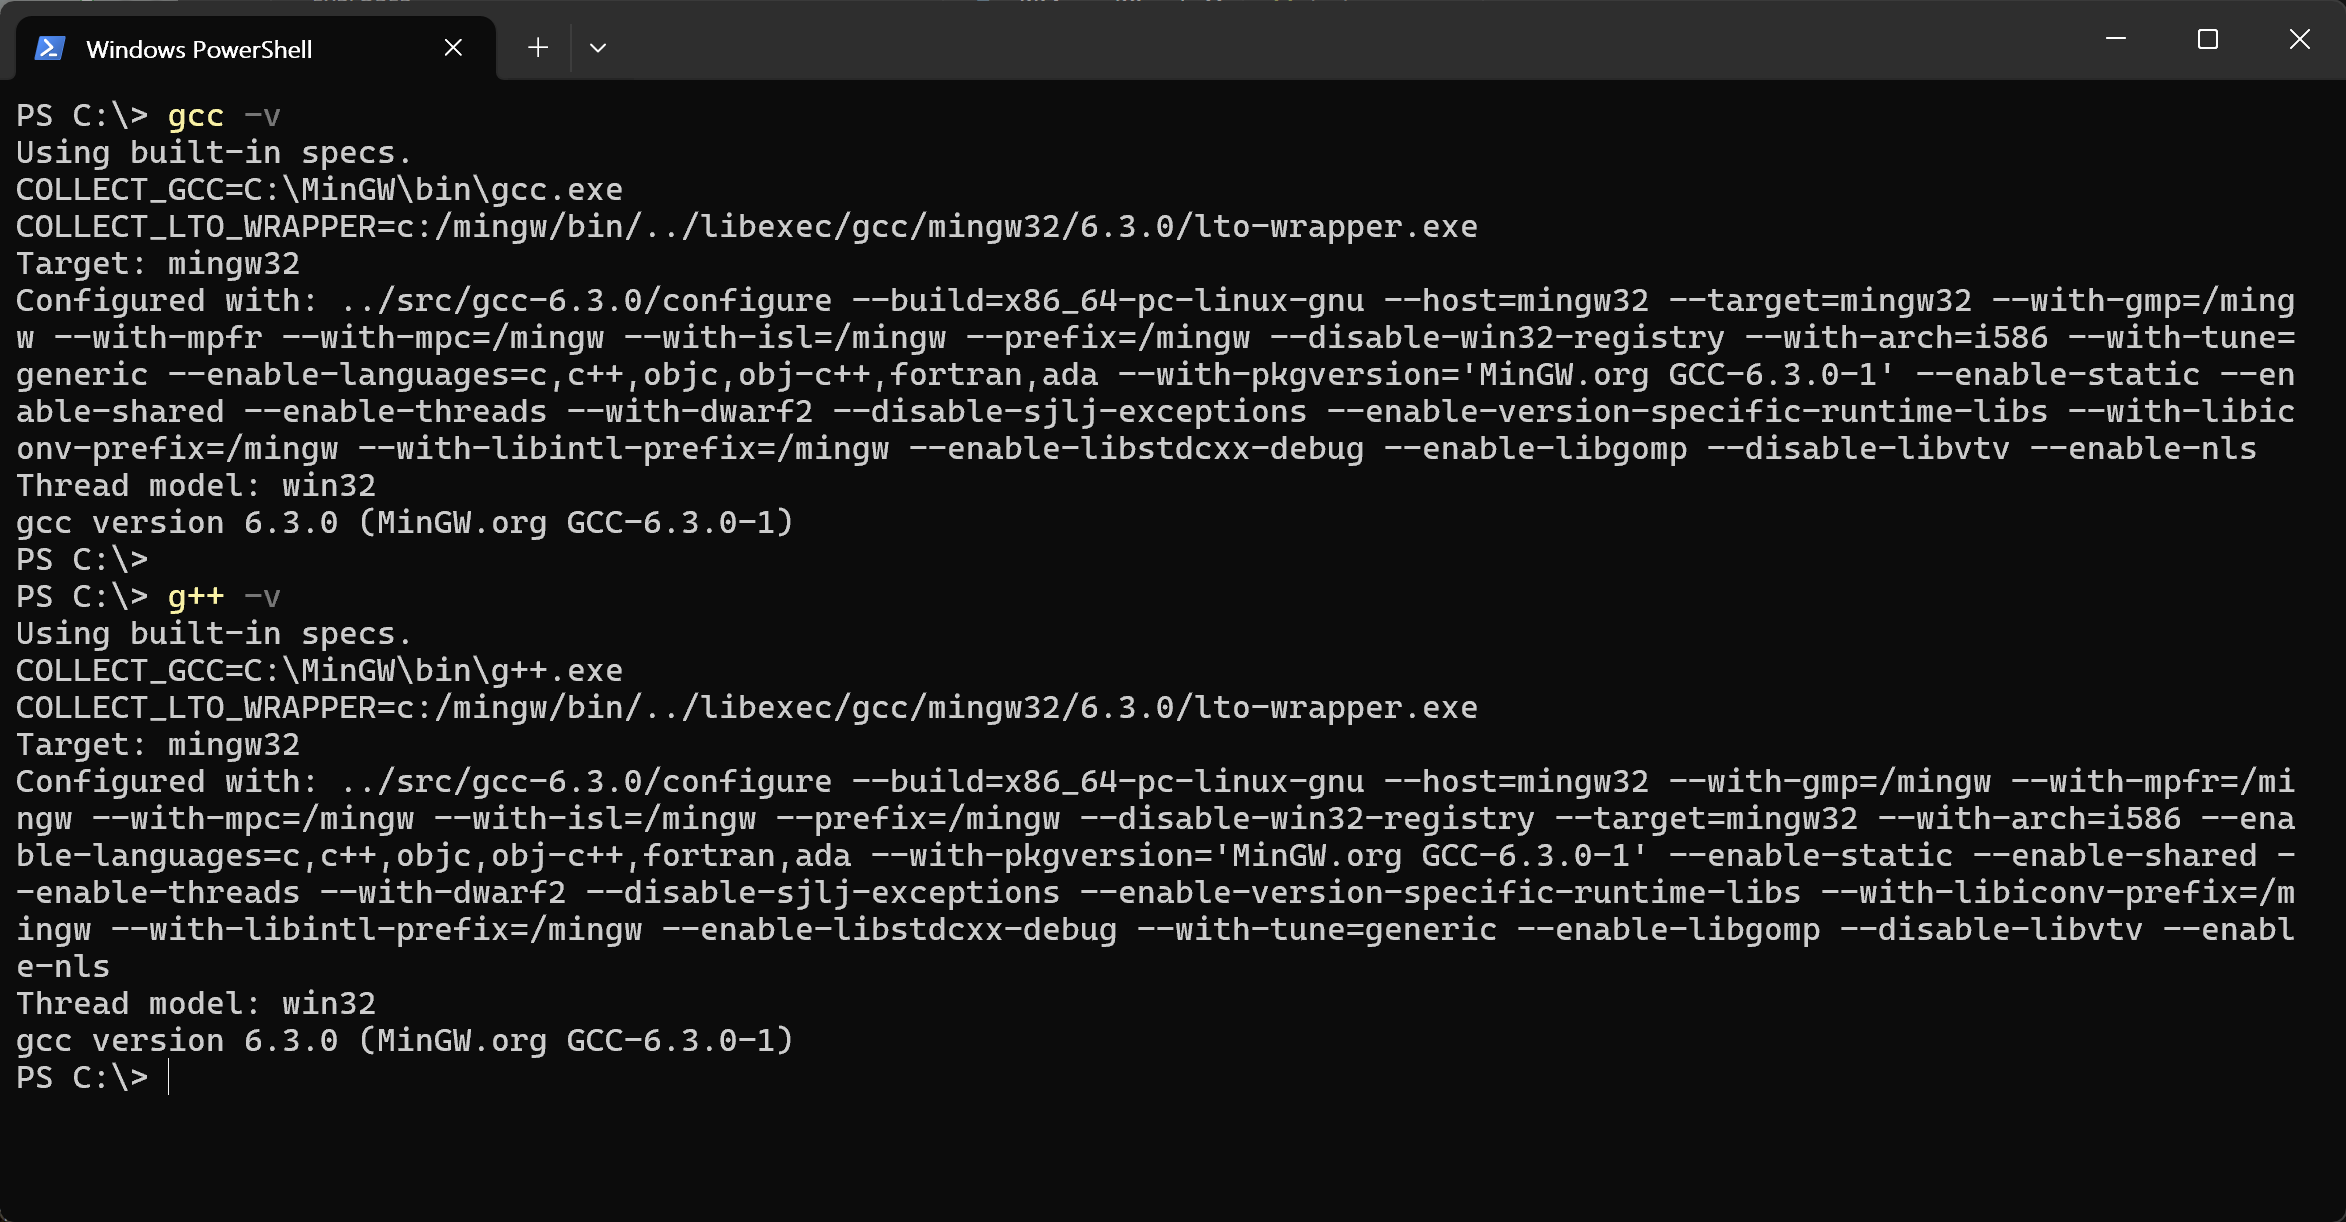 Windows PowerShell
PS C:\> gcc -v
Using built-in specs.
COLLECT_GCC=C:\MinGW\bin\gcc.exe
COLLECT_LTO_WRAPPER=c:/mingw/bin/../libexec/gcc/mingw32/6.3.0/lto-wrapper.exe
Target: mingw32
Configured with: ../src/gcc-6.3.0/configure --build=x86_64-pc-linux-gnu --host=mingw32 --target=mingw32 --with-gmp=/ming
w --with-mpfr --with-mpc=/mingw --with-isl=/mingw --prefix=/mingw --disable-win32-registry --with-arch=i586 --with-tune=
generic --enable-languages=c,c++,objc,obj-c++,fortran,ada --with-pkgversion='MinGW.org GCC-6.3.0-1' --enable-static --en
able-shared --enable-threads --with-dwarf2 --disable-sjlj-exceptions --enable-version-specific-runtime-libs --with-libic
onv-prefix=/mingw --with-libintl-prefix=/mingw --enable-libstdcxx-debug --enable-libgomp --disable-libvtv --enable-nls
Thread model: win32
gcc version 6.3.0 (MinGW.org GCC-6.3.0-1)
PS C:\>
PS C:\> g++ -v
Using built-in specs.
COLLECT_GCC=C:\MinGW\bin\g++.exe
COLLECT_LTO_WRAPPER=c:/mingw/bin/../libexec/gcc/mingw32/6.3.0/lto-wrapper.exe
Target: mingw32
Configured with: ../src/gcc-6.3.0/configure --build=x86_64-pc-linux-gnu --host=mingw32 --with-gmp=/mingw --with-mpfr=/mi
ngw --with-mpc=/mingw --with-isl=/mingw --prefix=/mingw --disable-win32-registry --target=mingw32 --with-arch=i586 --ena
ble-languages=c,c++,objc,obj-c++,fortran,ada --with-pkgversion='MinGW.org GCC-6.3.0-1' --enable-static --enable-shared -
-enable-threads --with-dwarf2 --disable-sjlj-exceptions --enable-version-specific-runtime-libs --with-libiconv-prefix=/m
ingw --with-libintl-prefix=/mingw --enable-libstdcxx-debug --with-tune=generic --enable-libgomp --disable-libvtv --enabl
e-nls
Thread model: win32
gcc version 6.3.0 (MinGW.org GCC-6.3.0-1)
PS C:\>